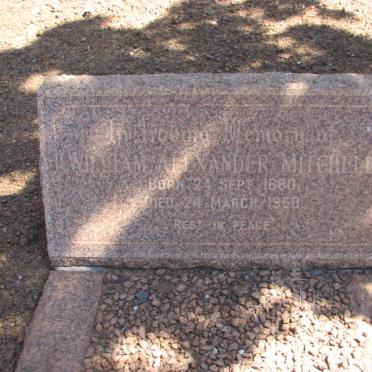 In Loving Memory of
WILLIAM ALEXANDER MITCHELL
BORN 24 SEPT. 1880.
DIED 24 MARCH 1958.
REST IN PEACE